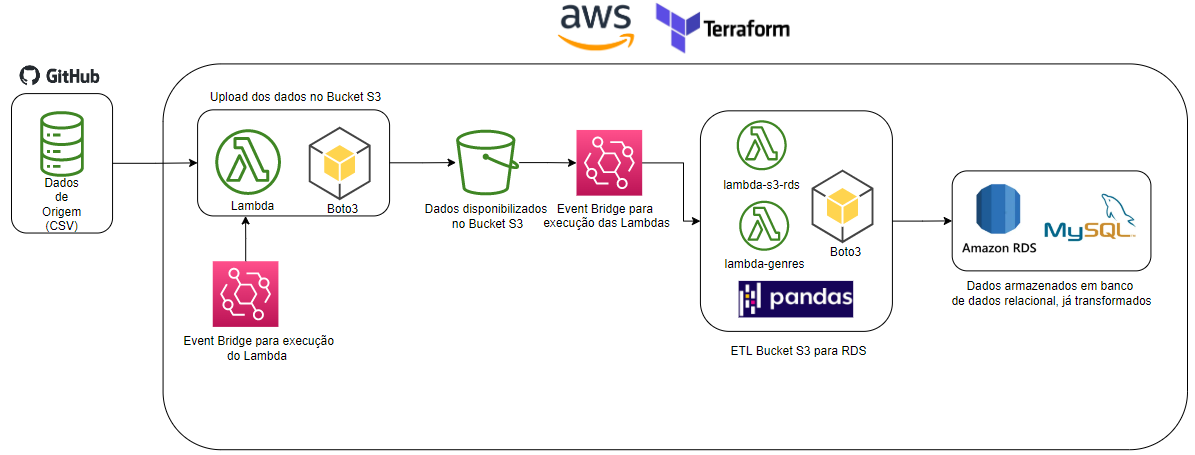 aws
Terraform
GitHub
Dados
de
Origem
(CSV)
Upload dos dados no Bucket S3
Lambda
Boto3
Event Bridge para execução
do Lambda
Dados disponibilizados
no Bucket S3
Event Bridge para
execução das Lambdas
lambda-s3-rds
lambda-genres
Boto3
pandas
ETL Bucket S3 para RDS
Amazon RDS
MySQL
Dados armazenados em banco
de dados relacional, já transformados